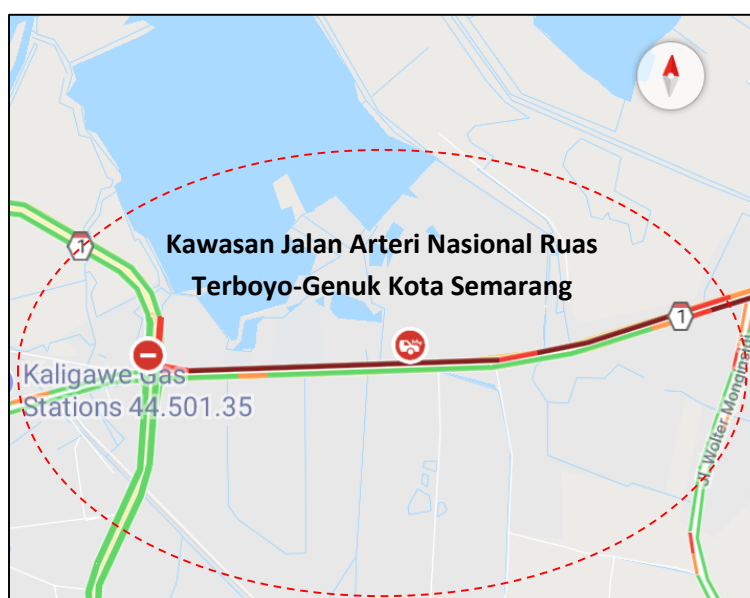 Kawasan Jalan Arteri Nasional Ruas
Terboyo-Genuk Kota Semarang
1
1
Kaligawe Gas
Stations 44.501.35
Jl. Wolter Monginsidi